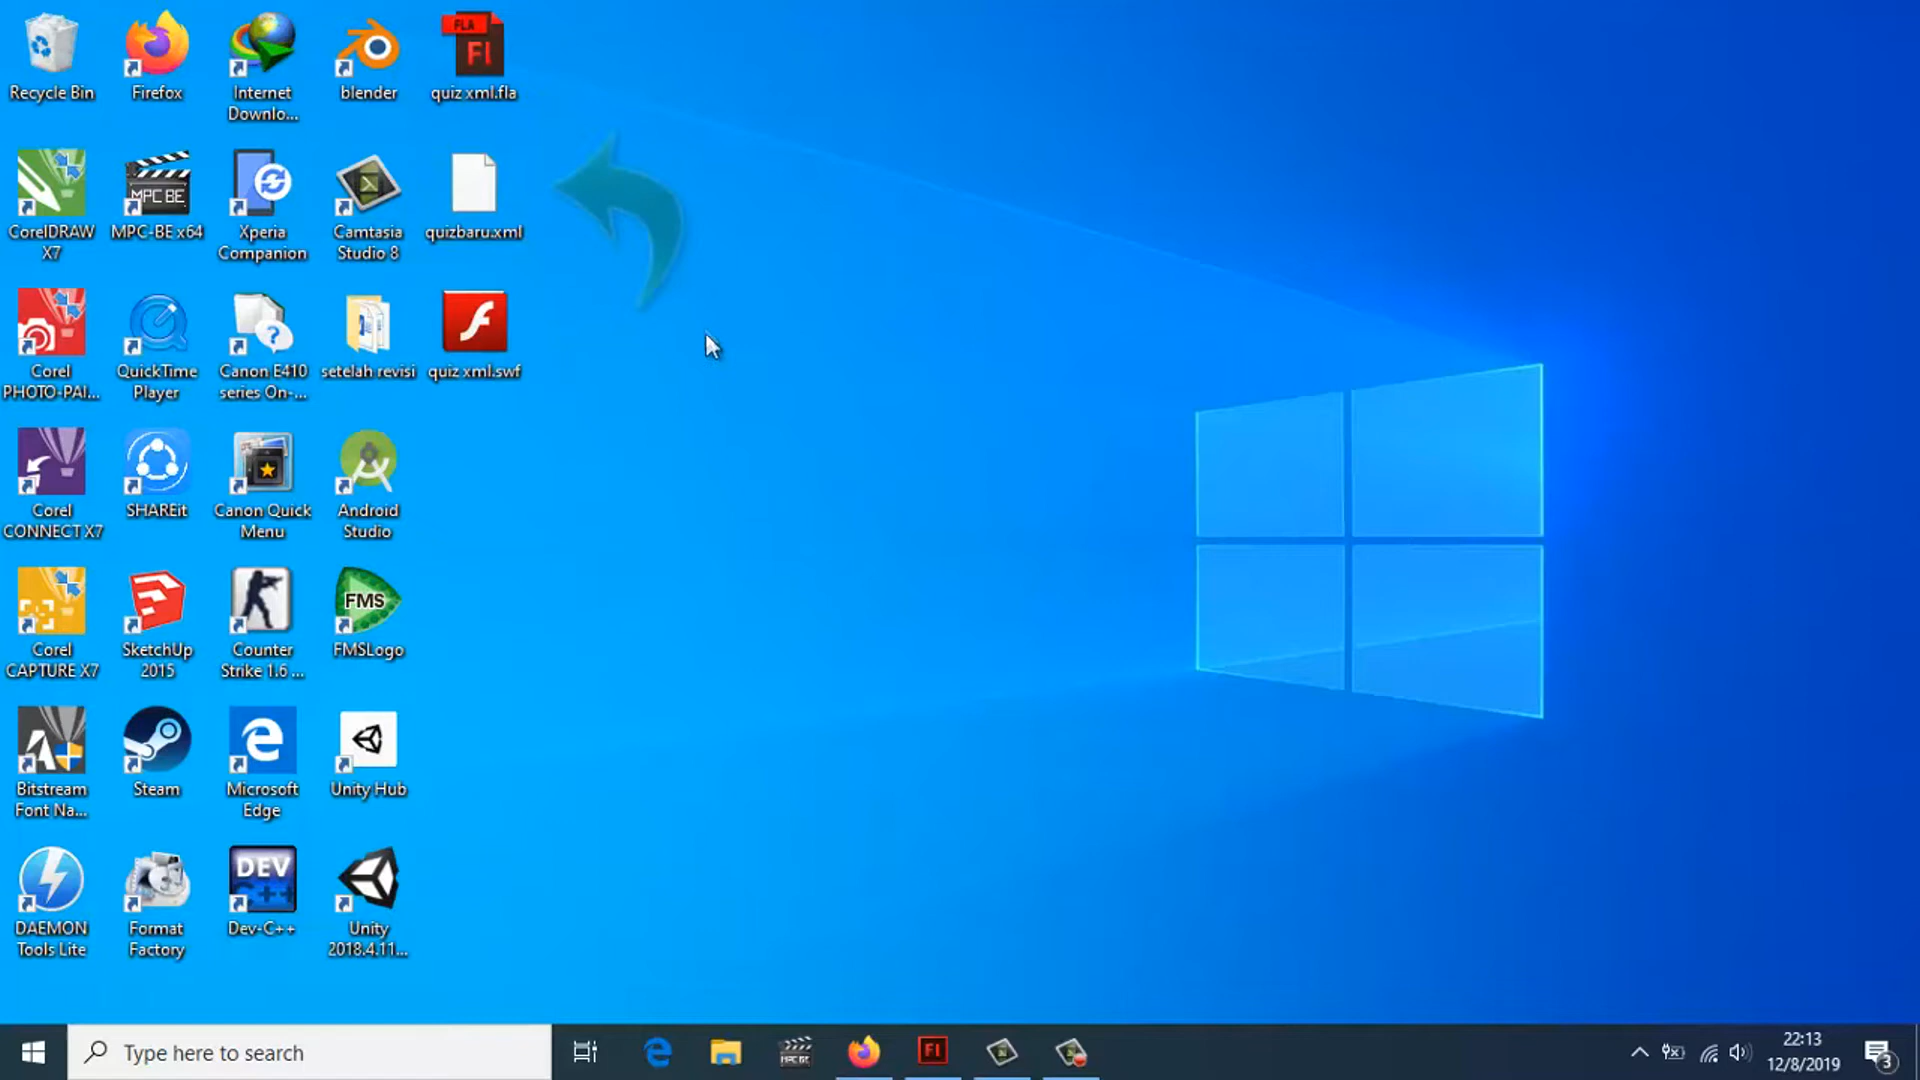 Recycle Bin
Firefox
Internet
Downlo...
blender
FLA
Fl
quiz xml.fla
CorelDRAW
X7
MPC BE
MPC-BE x64
Xperia
Companion
Camtasia
Studio 8
quizbaru.xml
Corel
PHOTO-PAI...
QuickTime
Player
Canon E410
series On-...
setelah revisi
quiz xml.swf
Corel
CONNECT X7
SHAREit
Canon Quick
Menu
Android
Studio
Corel
CAPTURE X7
SketchUp
2015
Counter
Strike 1.6 ...
FMS
FMSLogo
Bitstream
Font Na...
Steam
Microsoft
Edge
Unity Hub
DAEMON
Tools Lite
Format
Factory
DEV
C++
Dev-C++
Unity
2018.4.11...
Type here to search
MPC BE
Fl
22:13
12/8/2019
3